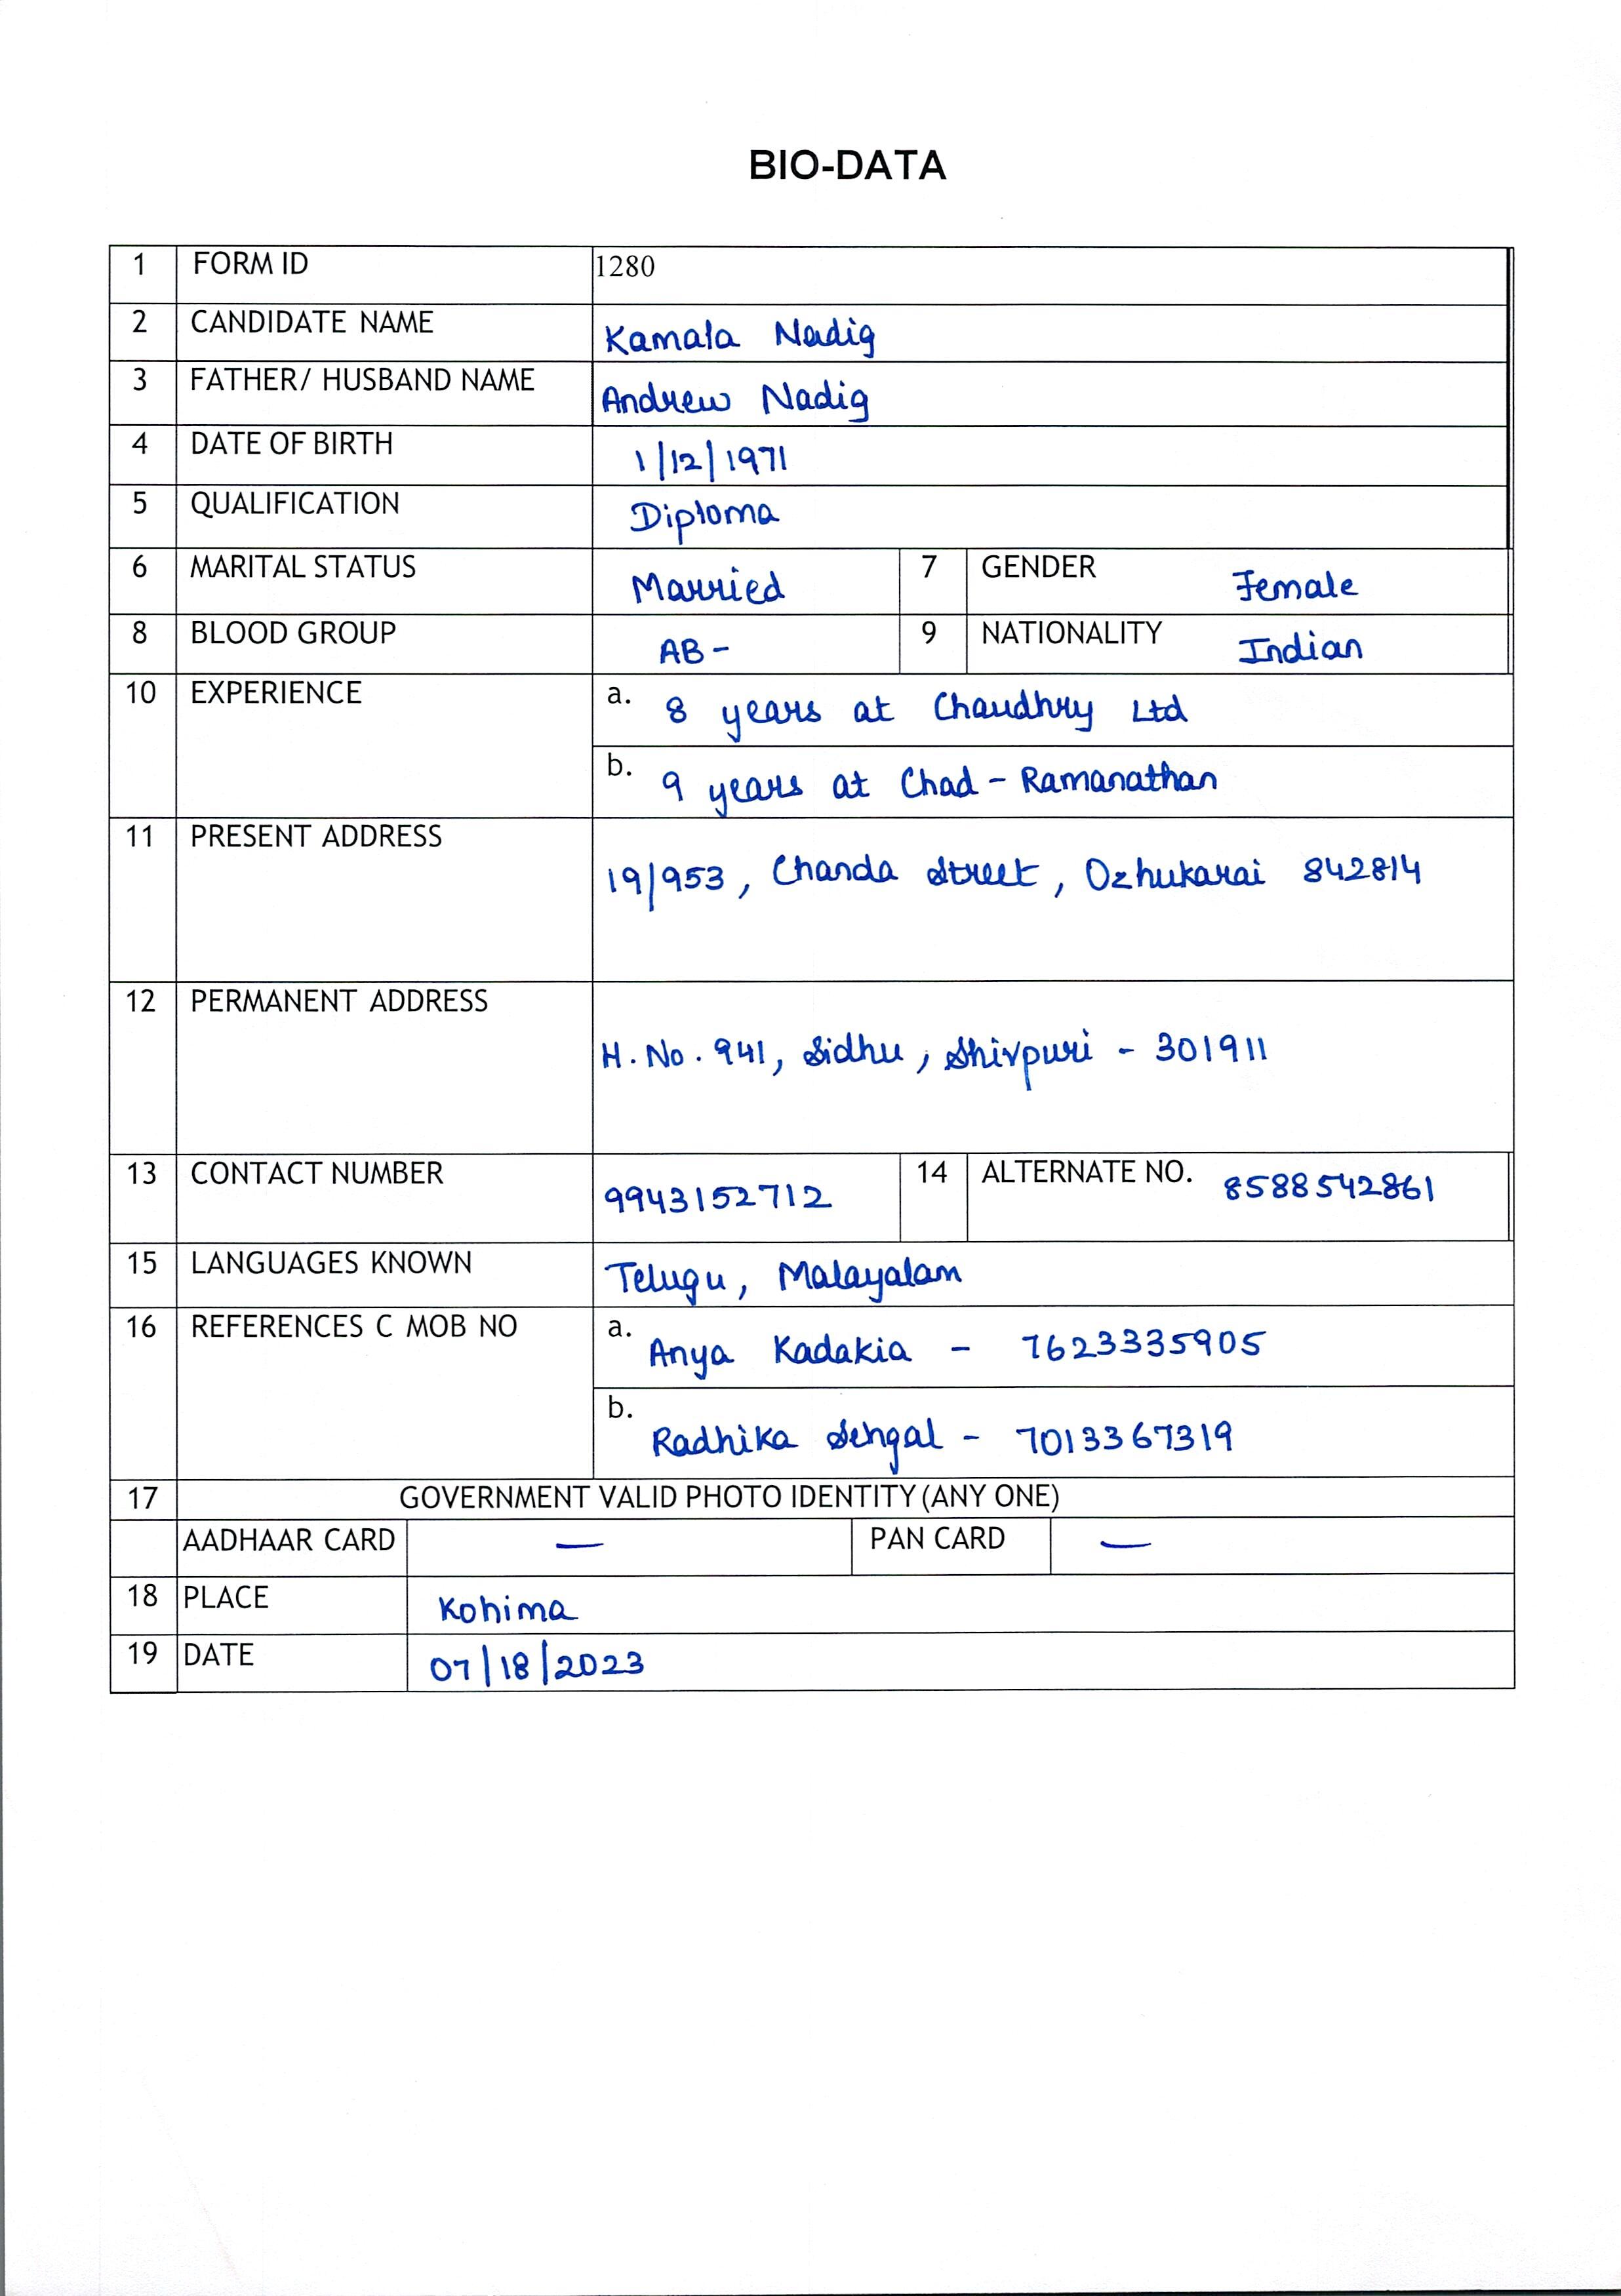 BIO-DATA
1 FORM ID 1280
2 CANDIDATE NAME Kamala Nadig
3 FATHER/ HUSBAND NAME Andrew Nadig
4 DATE OF BIRTH 1/12/1971
5 QUALIFICATION Diploma
6 MARITAL STATUS Married 7 GENDER Female
8 BLOOD GROUP AB- 9 NATIONALITY Indian
10 EXPERIENCE a. 8 years at Chaudhry Ltd
b. 9 years at Chad - Ramanathan
11 PRESENT ADDRESS 19/953, Chanda Street, Ozhukarai 842814
12 PERMANENT ADDRESS H. No. 941, Sidhu, Shivpuri - 301911
13 CONTACT NUMBER 9943152712 14 ALTERNATE NO. 8588542861
15 LANGUAGES KNOWN Telugu, Malayalam
16 REFERENCES C MOB NO a. Anya Kadakia - 7623335905
b. Radhika Sehgal - 7013367319
17 GOVERNMENT VALID PHOTO IDENTITY (ANY ONE)
AADHAAR CARD — PAN CARD —
18 PLACE Kohima
19 DATE 07/18/2023